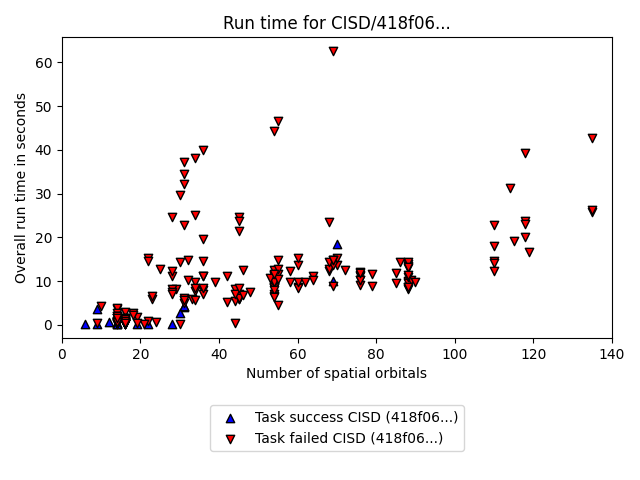 Run time for CISD/418f06...
Overall run time in seconds
60
50
40
30
20
10
0
0 20 40 60 80 100 120 140
Number of spatial orbitals
Task success CISD (418f06...)
Task failed CISD (418f06...)